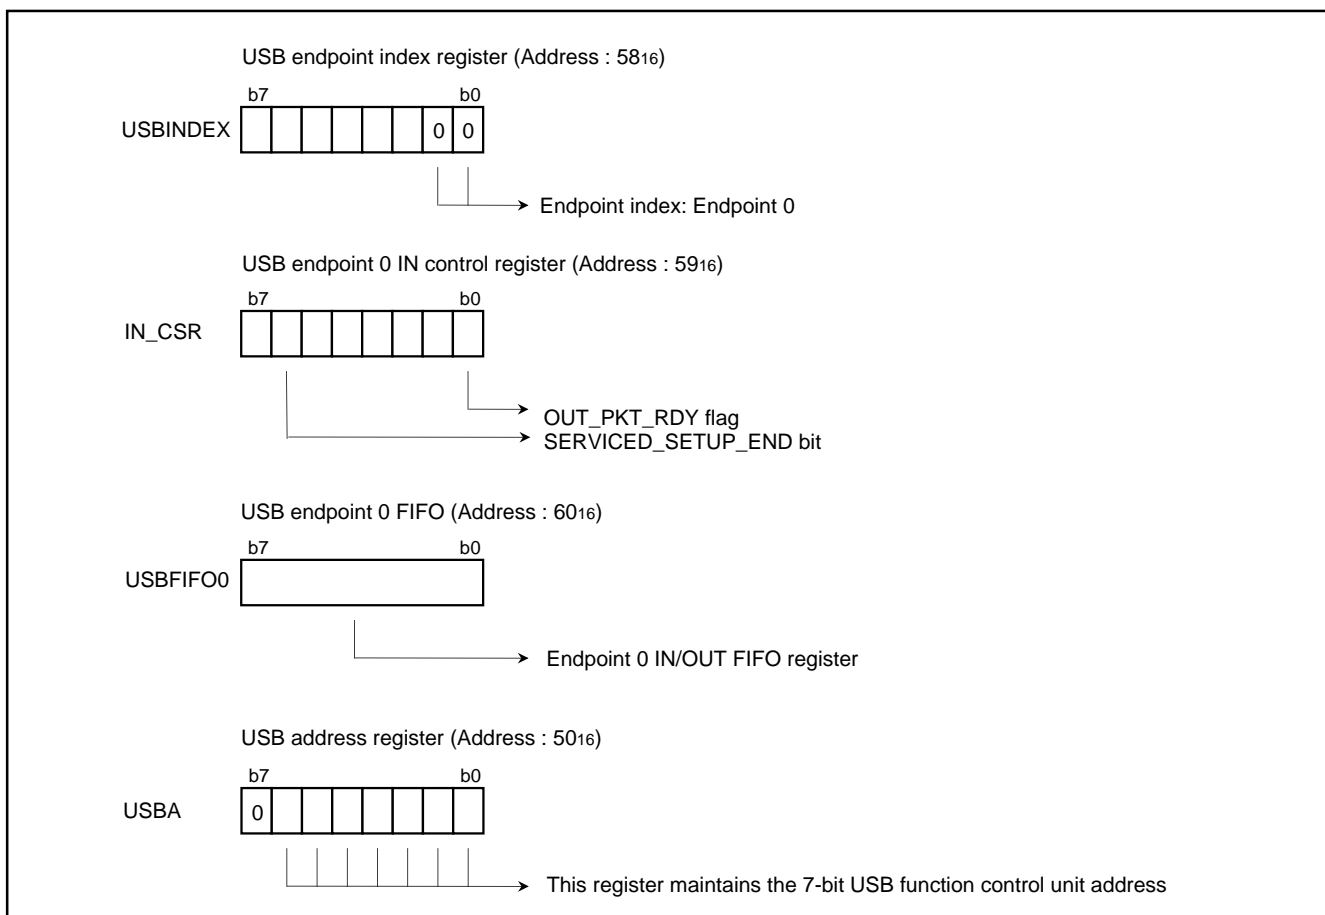 USB endpoint index register (Address : 5816)
b7 b0
USBINDEX 0 0
Endpoint index: Endpoint 0
USB endpoint 0 IN control register (Address : 5916)
b7 b0
IN_CSR
OUT_PKT_RDY flag
SERVICED_SETUP_END bit
USB endpoint 0 FIFO (Address : 6016)
b7 b0
USBFIFO0
Endpoint 0 IN/OUT FIFO register
USB address register (Address : 5016)
b7 b0
USBA 0
This register maintains the 7-bit USB function control unit address